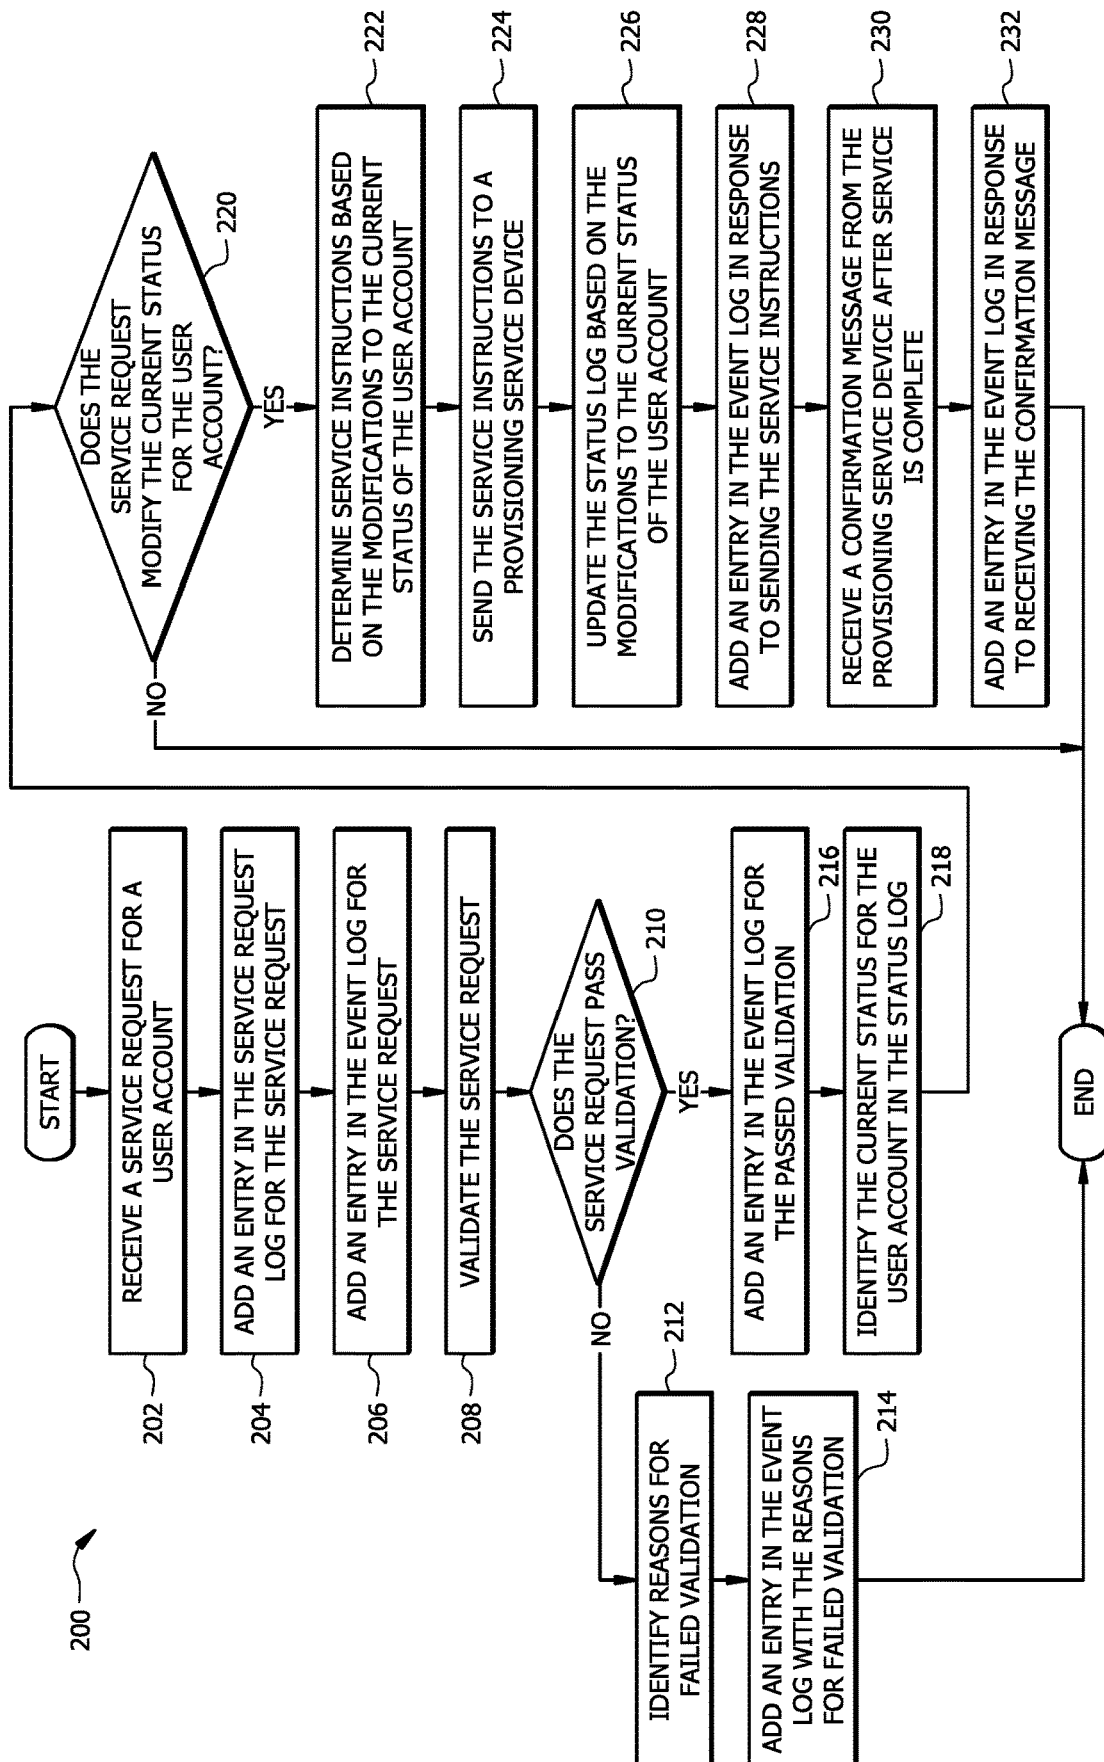 200
START
RECEIVE A SERVICE REQUEST FOR A
USER ACCOUNT
202
ADD AN ENTRY IN THE SERVICE REQUEST
LOG FOR THE SERVICE REQUEST
204
ADD AN ENTRY IN THE EVENT LOG FOR
THE SERVICE REQUEST
206
VALIDATE THE SERVICE REQUEST
208
DOES THE
SERVICE REQUEST PASS
VALIDATION?
210
NO
YES
IDENTIFY REASONS FOR
FAILED VALIDATION
212
ADD AN ENTRY IN THE EVENT
LOG WITH THE REASONS
FOR FAILED VALIDATION
214
ADD AN ENTRY IN THE EVENT LOG FOR
THE PASSED VALIDATION
216
IDENTIFY THE CURRENT STATUS FOR THE
USER ACCOUNT IN THE STATUS LOG
218
DOES THE
SERVICE REQUEST
MODIFY THE CURRENT STATUS
FOR THE USER
ACCOUNT?
220
NO
YES
DETERMINE SERVICE INSTRUCTIONS BASED
ON THE MODIFICATIONS TO THE CURRENT
STATUS OF THE USER ACCOUNT
222
SEND THE SERVICE INSTRUCTIONS TO A
PROVISIONING SERVICE DEVICE
224
UPDATE THE STATUS LOG BASED ON THE
MODIFICATIONS TO THE CURRENT STATUS
OF THE USER ACCOUNT
226
ADD AN ENTRY IN THE EVENT LOG IN RESPONSE
TO SENDING THE SERVICE INSTRUCTIONS
228
RECEIVE A CONFIRMATION MESSAGE FROM THE
PROVISIONING SERVICE DEVICE AFTER SERVICE
IS COMPLETE
230
ADD AN ENTRY IN THE EVENT LOG IN RESPONSE
TO RECEIVING THE CONFIRMATION MESSAGE
232
END